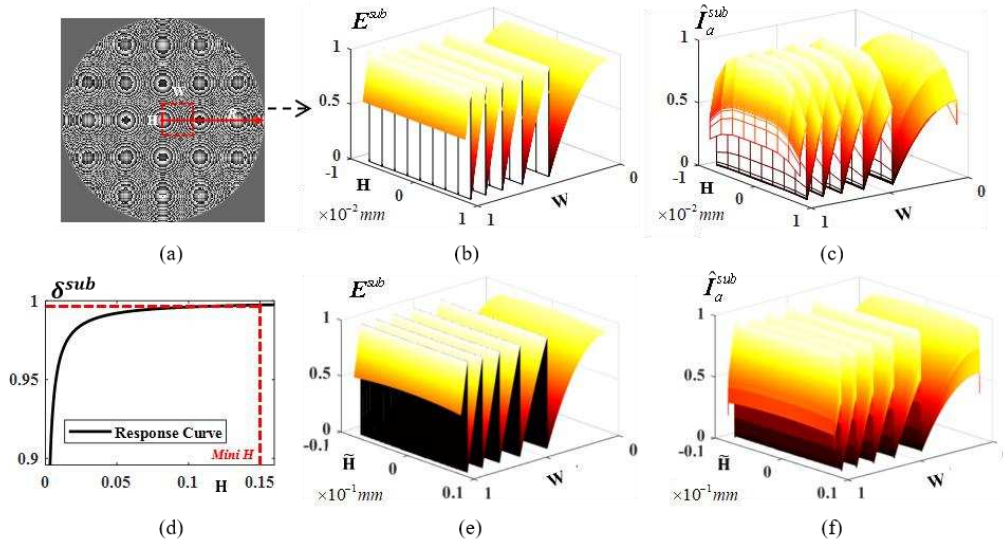 W
H
(a)
E^sub
1
0.5
0
-1
H
0
×10^-2 mm
1
1
W
0
(b)
Î_a^sub
1
0.5
0
-1
H
0
×10^-2 mm
1
1
W
0
(c)
δ^sub
1
0.95
0.9
Response Curve
Mini H
0
0.05
0.1
0.15
H
(d)
E^sub
1
0.5
0
-0.1
H̃
0
×10^-1 mm
0.1
1
W
0
(e)
Î_a^sub
1
0.5
0
-0.1
H̃
0
×10^-1 mm
0.1
1
W
(f)